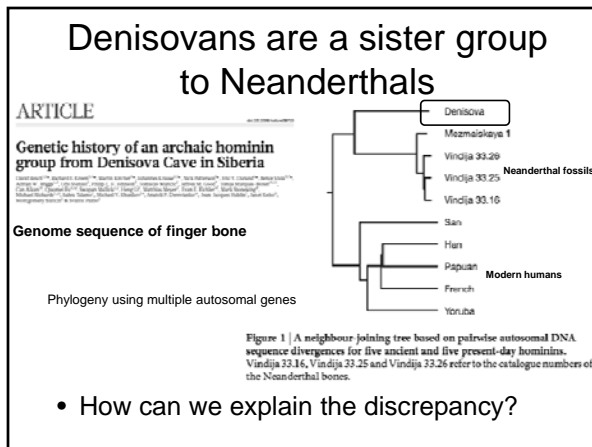 Denisovans are a sister group
to Neanderthals
ARTICLE
Genetic history of an archaic hominin
group from Denisova Cave in Siberia
Genome sequence of finger bone
Phylogeny using multiple autosomal genes
Denisova
Mezmaiskaya 1
Vindija 33.26
Vindija 33.25
Vindija 33.16
Neanderthal fossils
San
Han
Papuan
French
Yoruba
Modern humans
Figure 1 | A neighbour-joining tree based on pairwise autosomal DNA
sequence divergences for five ancient and five present-day hominins.
Vindija 33.16, Vindija 33.25 and Vindija 33.26 refer to the catalogue numbers of
the Neanderthal bones.
• How can we explain the discrepancy?